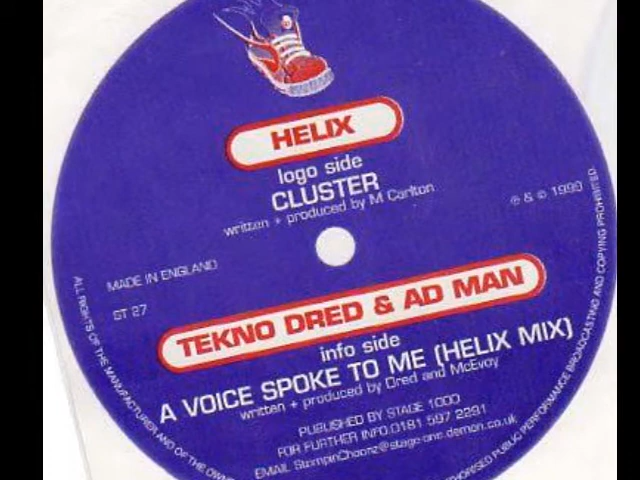 HELIX
logo side
CLUSTER
written + produced by M Carlton
℗ & © 1999
MADE IN ENGLAND
ST 27
TEKNO DRED & AD MAN
info side
A VOICE SPOKE TO ME (HELIX MIX)
written + produced by Dred and McEvoy
PUBLISHED BY STAGE 1000
FOR FURTHER INFO.0181 597 2291
EMAIL StompinChoonz@stage-one.demon.co.uk
ALL RIGHTS OF THE MANUFACTURER AND OF THE OWNE
AUTHORISED PUBLIC PERFORMANCE BROADCASTING AND COPYING PROHIBITED.